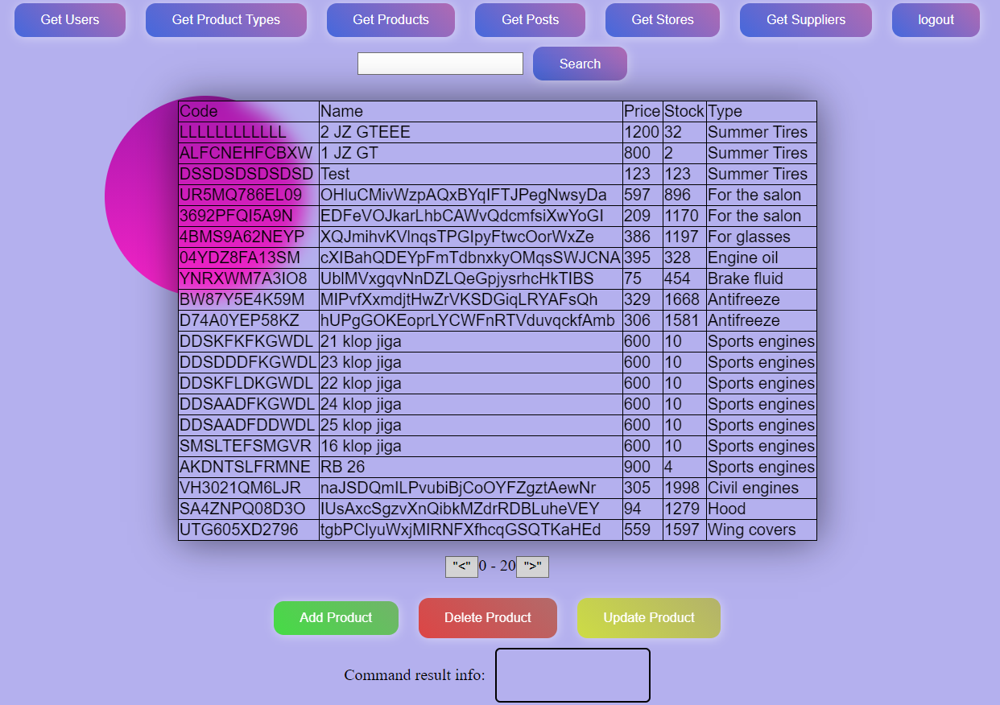 Get Users Get Product Types Get Products Get Posts Get Stores Get Suppliers logout
Search
Code Name Price Stock Type
LLLLLLLLLLLL 2 JZ GTEEE 1200 32 Summer Tires
ALFCNEHFCBXW 1 JZ GT 800 2 Summer Tires
DSSDSDSDSDSD Test 123 123 Summer Tires
UR5MQ786EL09 OHluCMivWzpAQxBYqIFTJPegNwsyDa 597 896 For the salon
3692PFQI5A9N EDFeVOJkarLhbCAWvQdcmfsiXwYoGI 209 1170 For the salon
4BMS9A62NEYP XQJmihvKVlnqsTPGIpyFtwcOorWxZe 386 1197 For glasses
04YDZ8FA13SM cXIBahQDEYpFmTdbnxkyOMqsSWJCNA 395 328 Engine oil
YNRXWM7A3IO8 UblMVxgqvNnDZLQeGpjysrhcHkTIBS 75 454 Brake fluid
BW87Y5E4K59M MIPvfXxmdjtHwZrVKSDGiqLRYAFsQh 329 1668 Antifreeze
D74A0YEP58KZ hUPgGOKEoprLYCWFnRTVduvqckfAmb 306 1581 Antifreeze
DDSKFKFKGWDL 21 klop jiga 600 10 Sports engines
DDSDDDFKGWDL 23 klop jiga 600 10 Sports engines
DDSKFLDKGWDL 22 klop jiga 600 10 Sports engines
DDSAADFKGWDL 24 klop jiga 600 10 Sports engines
DDSAADFDDWDL 25 klop jiga 600 10 Sports engines
SMSLTEFSMGVR 16 klop jiga 600 10 Sports engines
AKDNTSLFRMNE RB 26 900 4 Sports engines
VH3021QM6LJR naJSDQmILPvubiBjCoOYFZgztAewNr 305 1998 Civil engines
SA4ZNPQ08D3O IUsAxcSgzvXnQibkMZdrRDBLuheVEY 94 1279 Hood
UTG605XD2796 tgbPClyuWxjMIRNFXfhcqGSQTKaHEd 559 1597 Wing covers
"<" 0 - 20 ">"
Add Product Delete Product Update Product
Command result info: